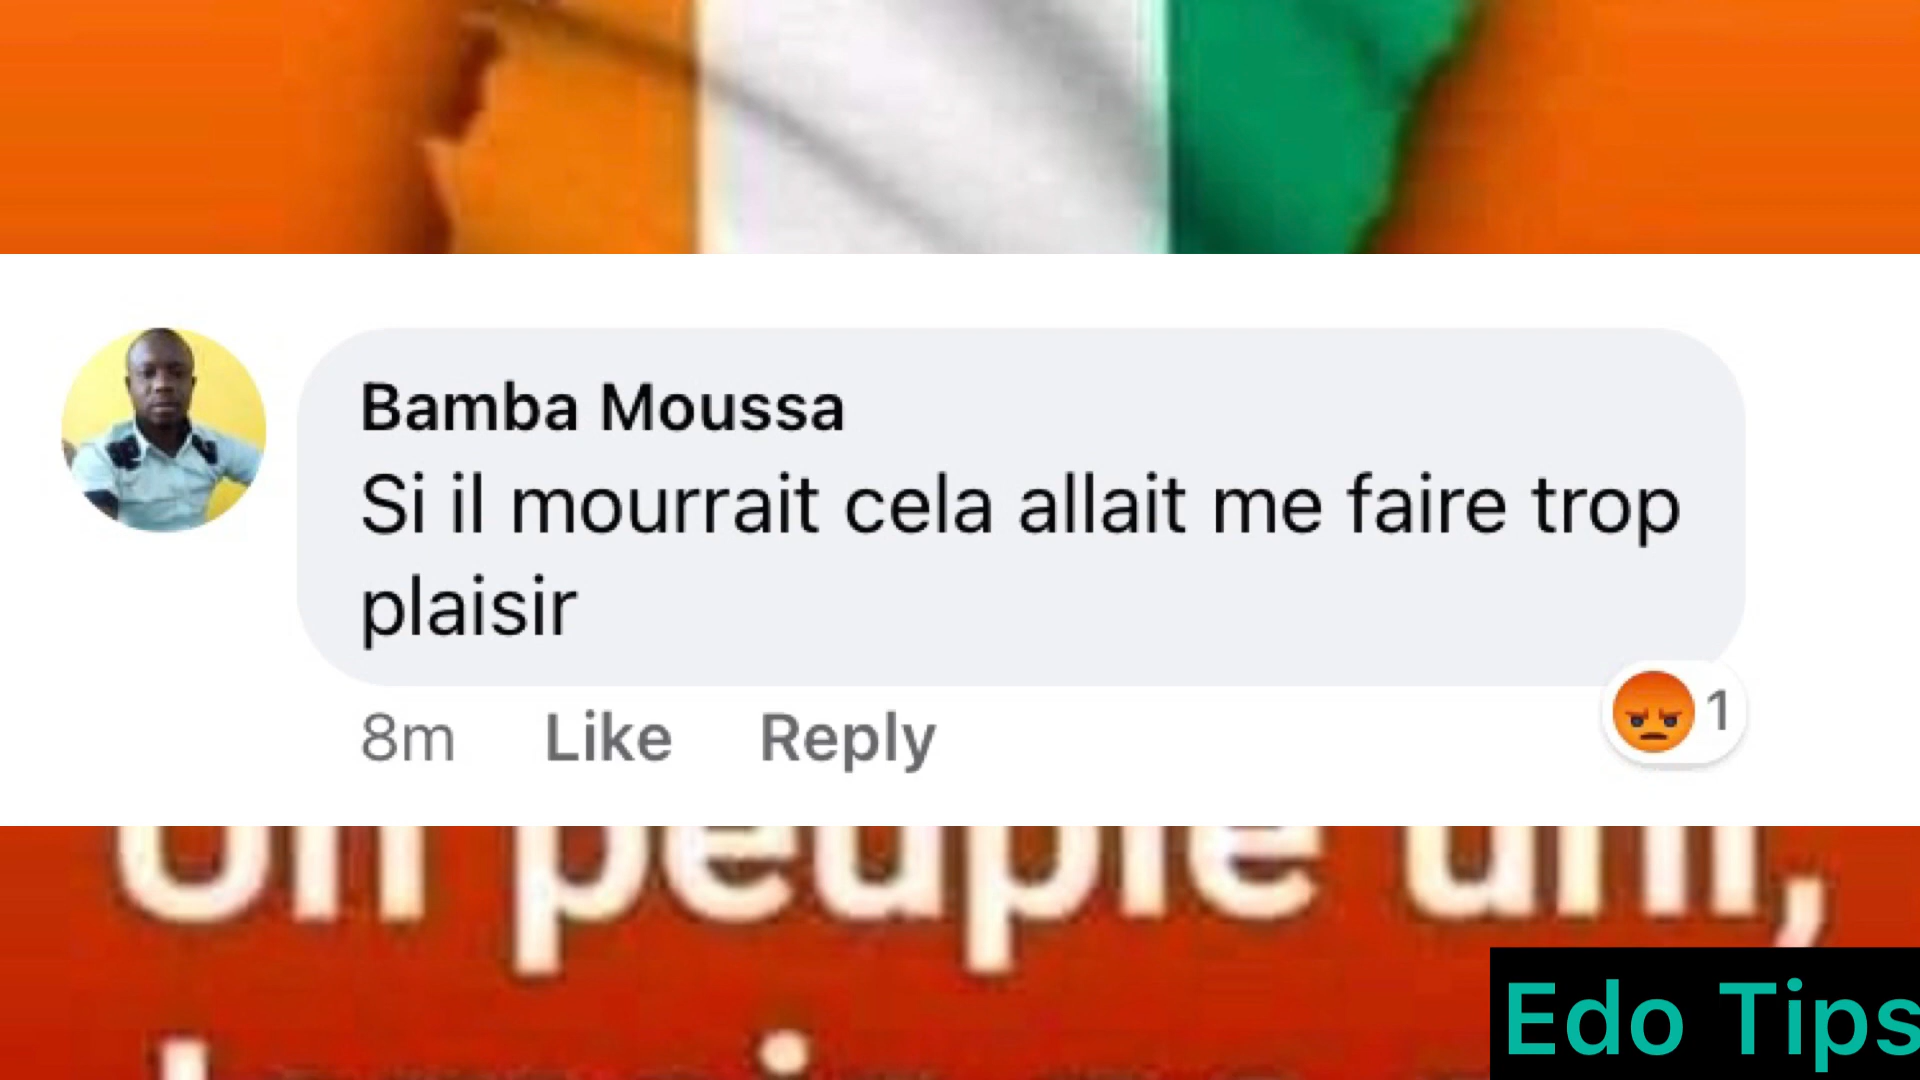 Bamba Moussa
Si il mourrait cela allait me faire trop
plaisir
1
8m Like Reply
Un peuple uni,
Edo Tips